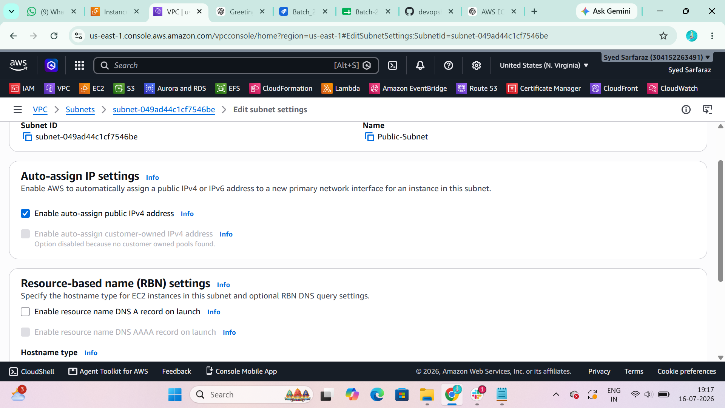 (9) Wh
Instanc
VPC | s
Greetin
Batch_
Batch-
devops
AWS D
Ask Gemini
us-east-1.console.aws.amazon.com/vpcconsole/home?region=us-east-1#EditSubnetSettings:SubnetId=subnet-049ad44c1cf7546be
aws
Search [Alt+S]
United States (N. Virginia)
Syed Sarfaraz (304152263491)
Syed Sarfaraz
IAM VPC EC2 S3 Aurora and RDS EFS CloudFormation Lambda Amazon EventBridge Route 53 Certificate Manager CloudFront CloudWatch
VPC > Subnets > subnet-049ad44c1cf7546be > Edit subnet settings
Subnet ID Name
subnet-049ad44c1cf7546be Public-Subnet
Auto-assign IP settings Info
Enable AWS to automatically assign a public IPv4 or IPv6 address to a new primary network interface for an instance in this subnet.
Enable auto-assign public IPv4 address Info
Enable auto-assign customer-owned IPv4 address Info
Option disabled because no customer owned pools found.
Resource-based name (RBN) settings Info
Specify the hostname type for EC2 instances in this subnet and optional RBN DNS query settings.
Enable resource name DNS A record on launch Info
Enable resource name DNS AAAA record on launch Info
Hostname type Info
CloudShell Agent Toolkit for AWS Feedback Console Mobile App © 2026, Amazon Web Services, Inc. or its affiliates. Privacy Terms Cookie preferences
3
Search
4
ENG
IN
19:17
16-07-2026